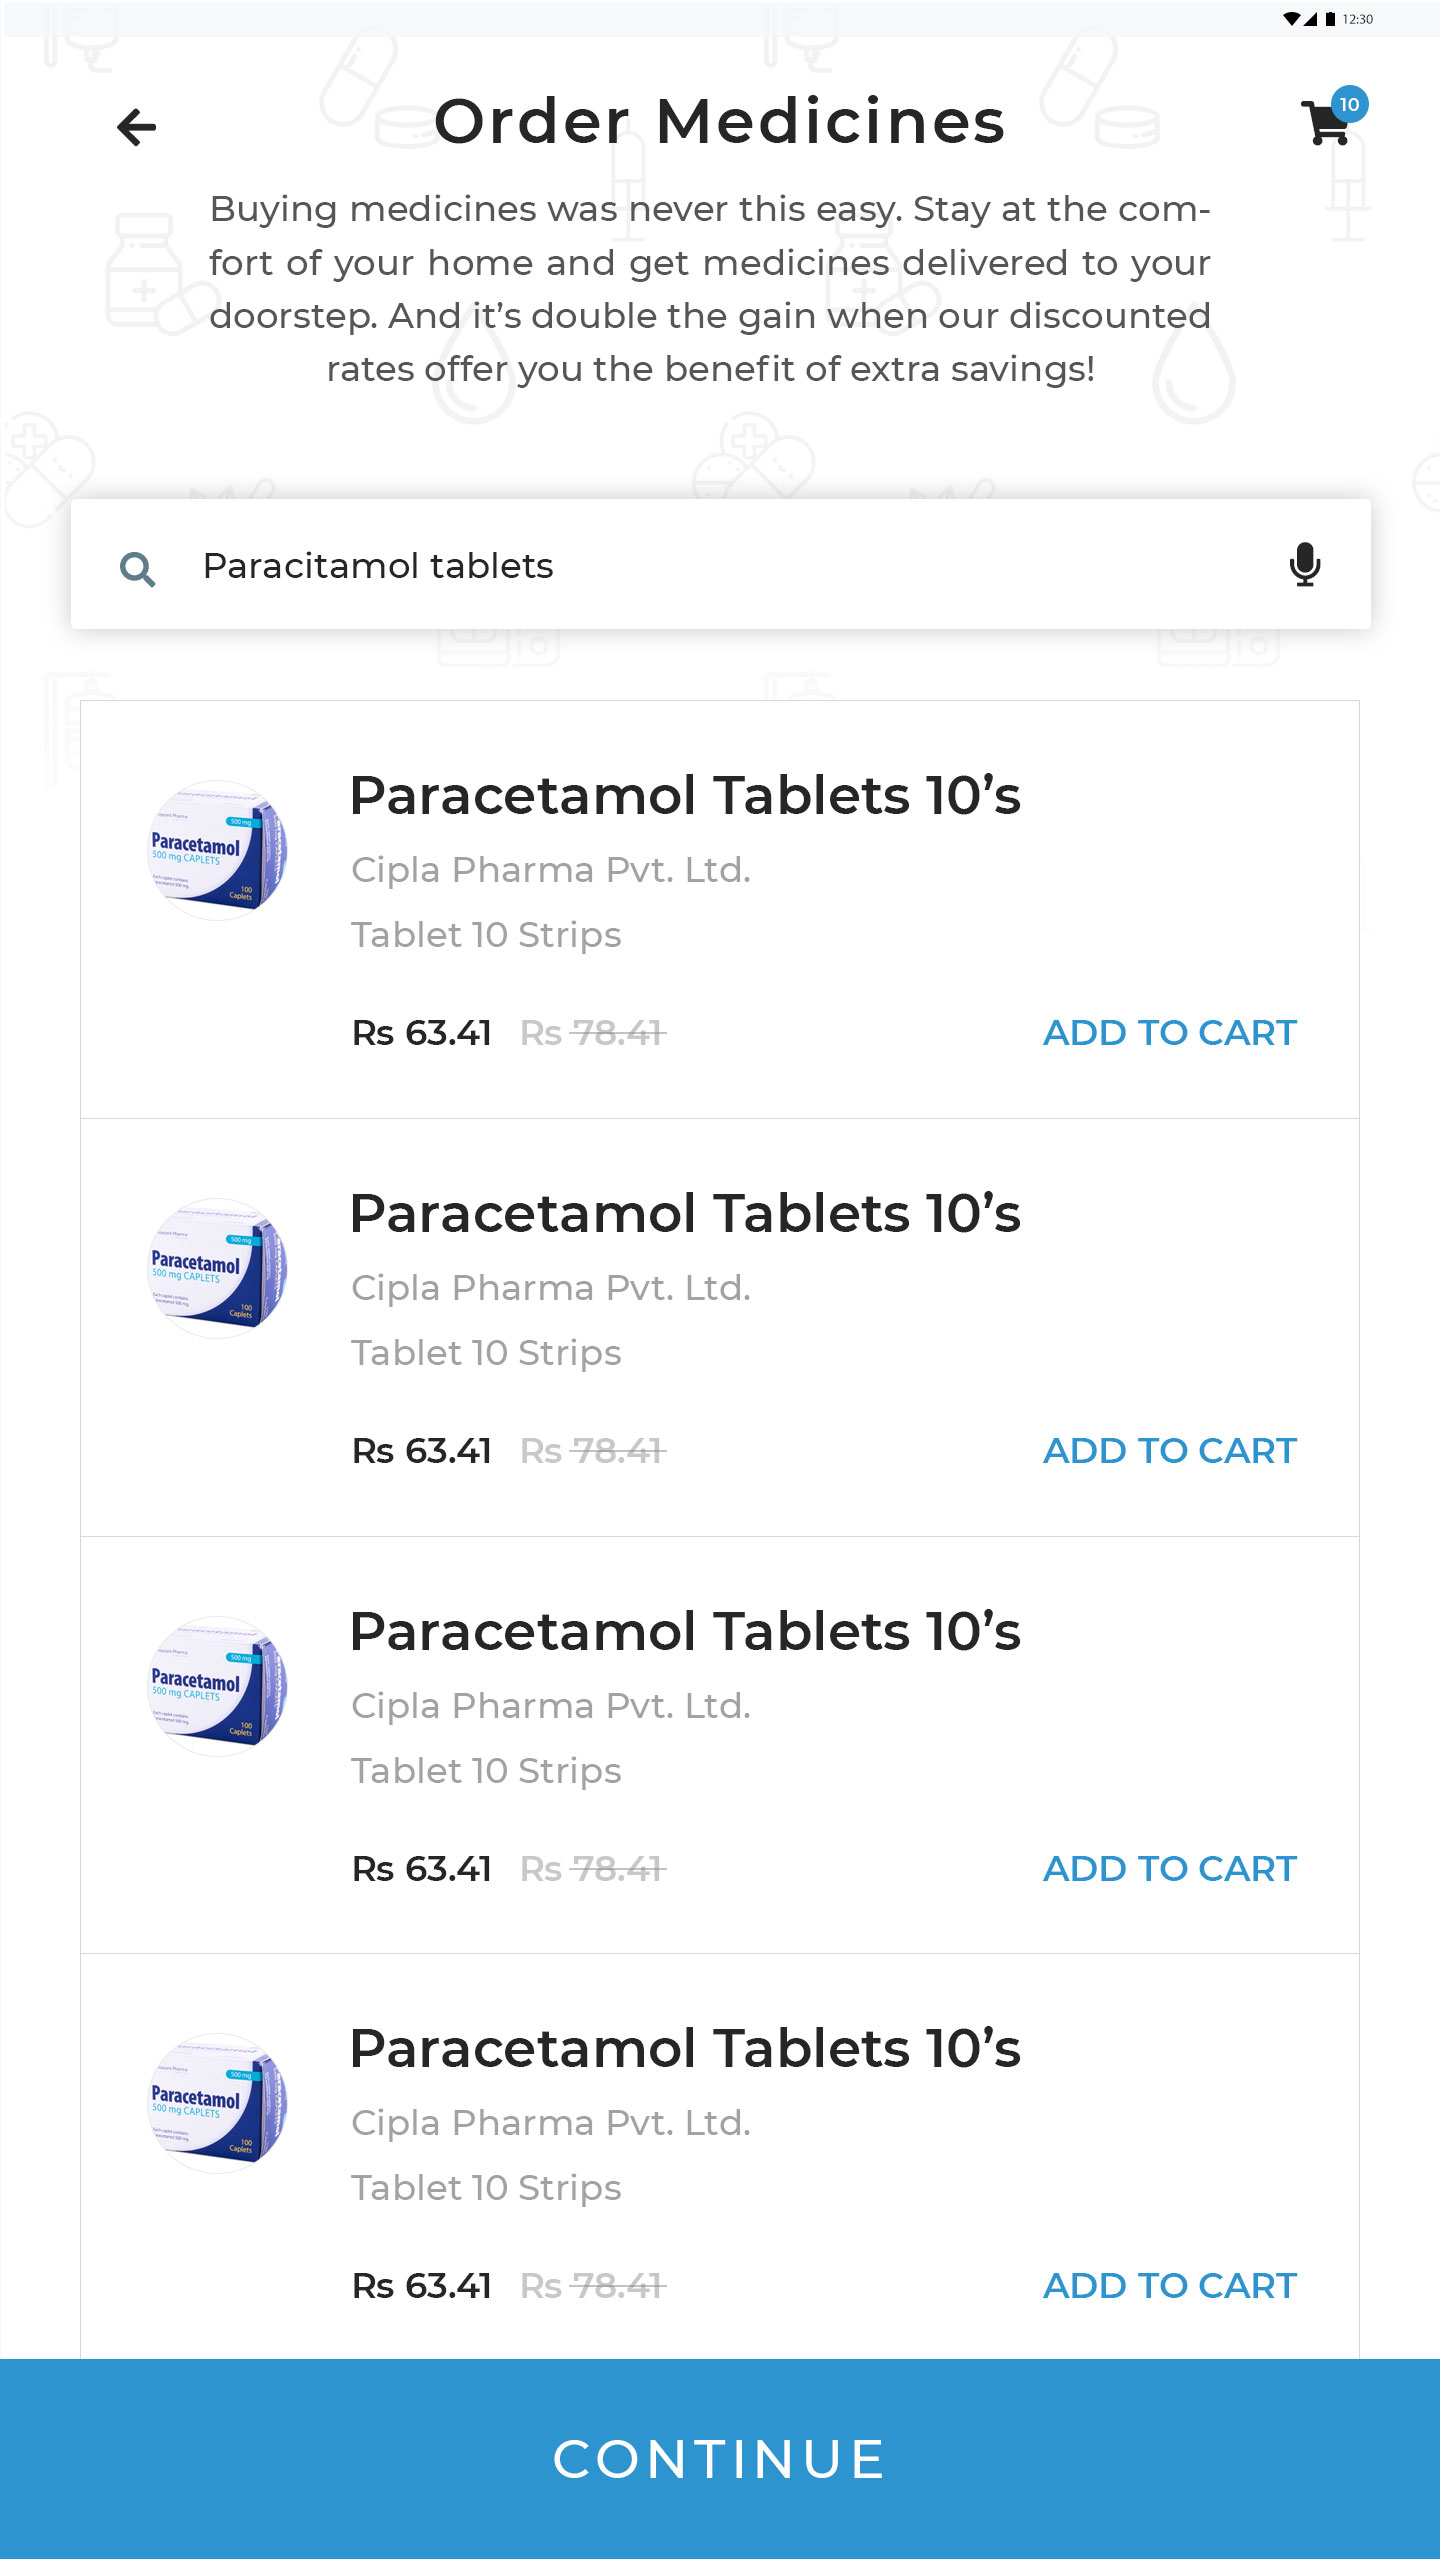 12:30
Order Medicines
10
Buying medicines was never this easy. Stay at the com-
fort of your home and get medicines delivered to your
doorstep. And it's double the gain when our discounted
rates offer you the benefit of extra savings!
Paracitamol tablets
Paracetamol Tablets 10’s
500 mg
Paracetamol
500 mg CAPLETS
100
Caplets
Cipla Pharma Pvt. Ltd.
Tablet 10 Strips
Rs 63.41 Rs 78.41 ADD TO CART
Paracetamol Tablets 10’s
500 mg
Paracetamol
500 mg CAPLETS
100
Caplets
Cipla Pharma Pvt. Ltd.
Tablet 10 Strips
Rs 63.41 Rs 78.41 ADD TO CART
Paracetamol Tablets 10’s
500 mg
Paracetamol
500 mg CAPLETS
100
Caplets
Cipla Pharma Pvt. Ltd.
Tablet 10 Strips
Rs 63.41 Rs 78.41 ADD TO CART
Paracetamol Tablets 10’s
500 mg
Paracetamol
500 mg CAPLETS
100
Caplets
Cipla Pharma Pvt. Ltd.
Tablet 10 Strips
Rs 63.41 Rs 78.41 ADD TO CART
CONTINUE